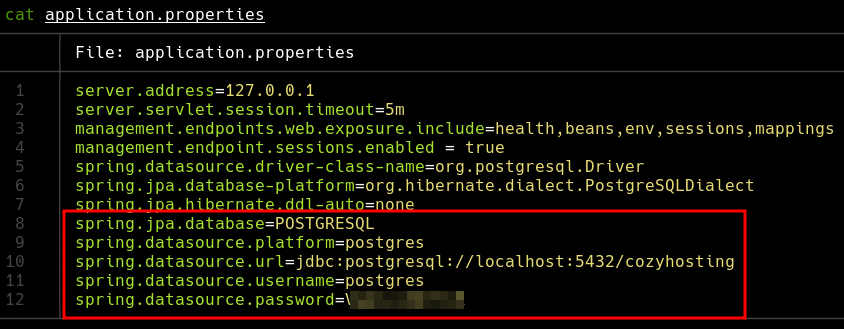 cat application.properties
File: application.properties
1 server.address=127.0.0.1
2 server.servlet.session.timeout=5m
3 management.endpoints.web.exposure.include=health,beans,env,sessions,mappings
4 management.endpoint.sessions.enabled = true
5 spring.datasource.driver-class-name=org.postgresql.Driver
6 spring.jpa.database-platform=org.hibernate.dialect.PostgreSQLDialect
7 spring.jpa.hibernate.ddl-auto=none
8 spring.jpa.database=POSTGRESQL
9 spring.datasource.platform=postgres
10 spring.datasource.url=jdbc:postgresql://localhost:5432/cozyhosting
11 spring.datasource.username=postgres
12 spring.datasource.password=